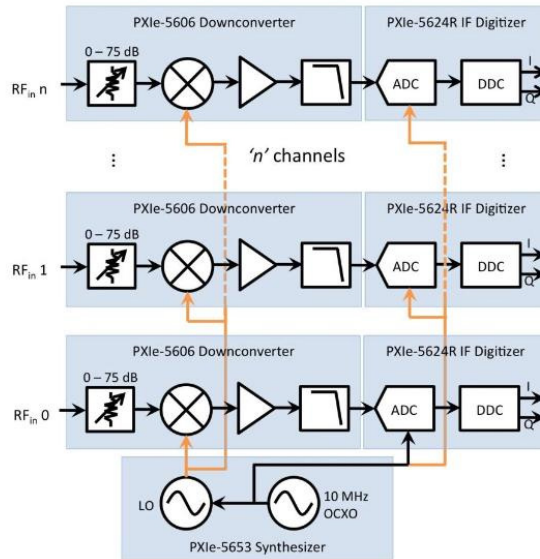 PXIe-5606 Downconverter
PXIe-5624R IF Digitizer
0 – 75 dB
RFin n
ADC
DDC
I
Q
⋮
'n' channels
⋮
PXIe-5606 Downconverter
PXIe-5624R IF Digitizer
0 – 75 dB
RFin 1
ADC
DDC
I
Q
PXIe-5606 Downconverter
PXIe-5624R IF Digitizer
0 – 75 dB
RFin 0
ADC
DDC
I
Q
LO
10 MHz
OCXO
PXIe-5653 Synthesizer